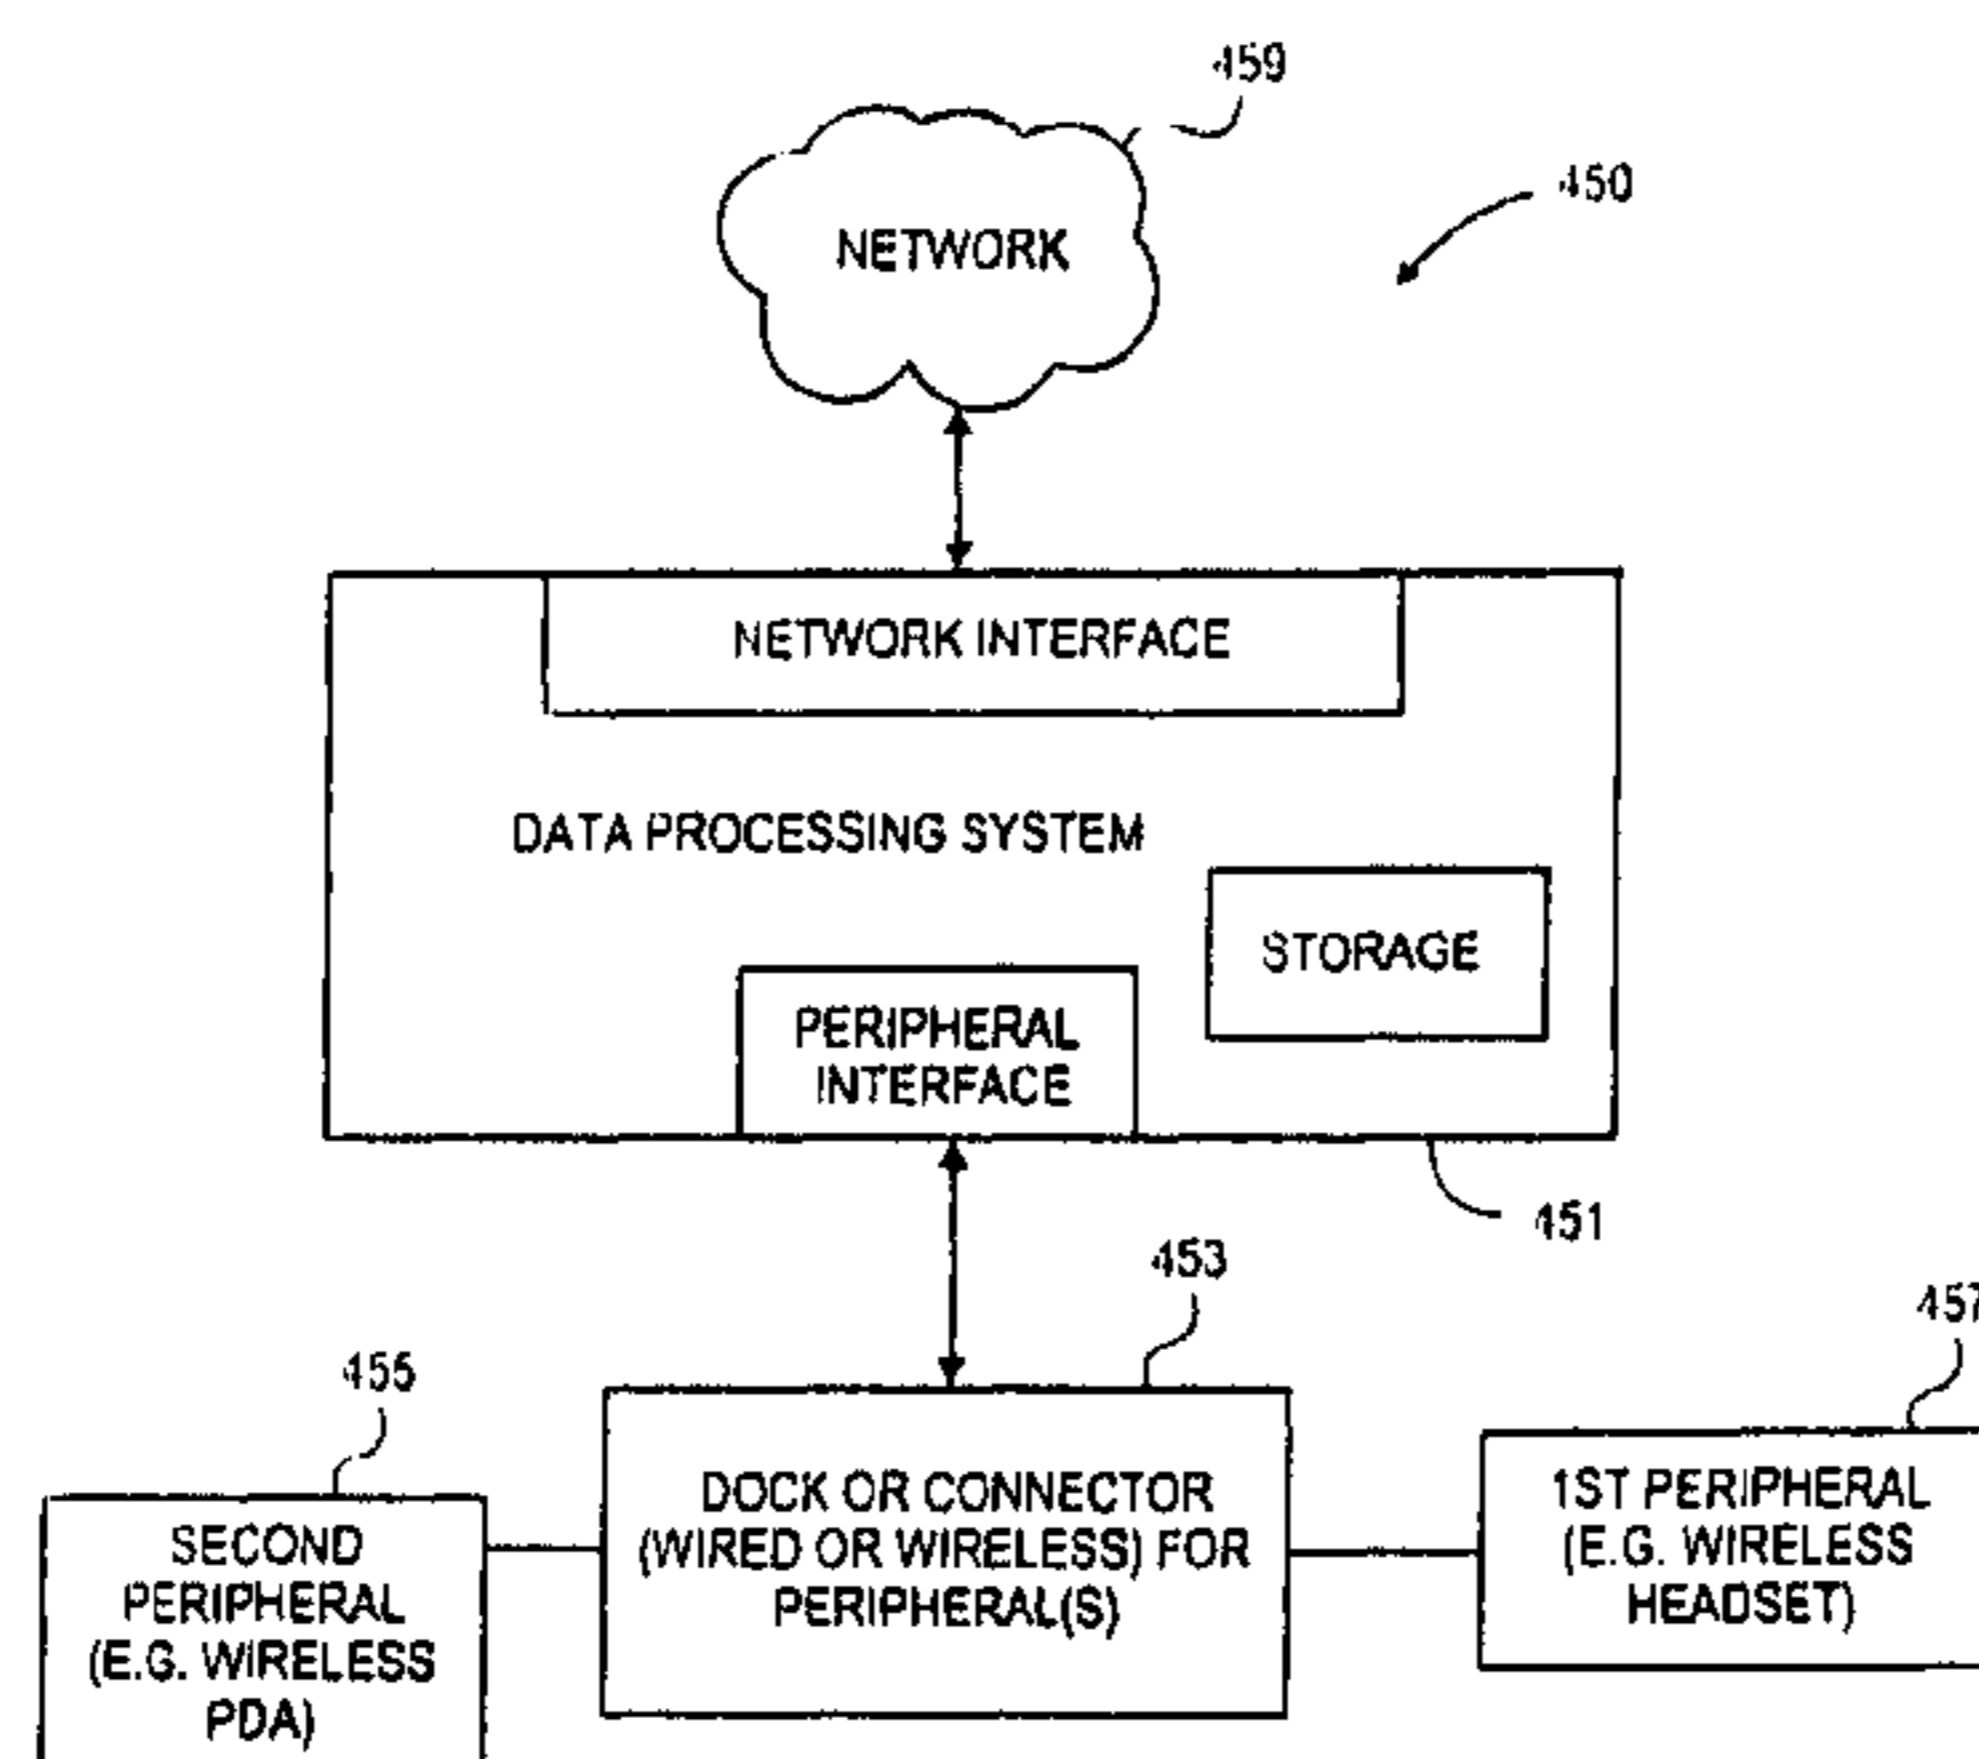 459
450
NETWORK
NETWORK INTERFACE
DATA PROCESSING SYSTEM
STORAGE
PERIPHERAL
INTERFACE
451
453
457
455
DOCK OR CONNECTOR
(WIRED OR WIRELESS) FOR
PERIPHERAL(S)
1ST PERIPHERAL
(E.G. WIRELESS
HEADSET)
SECOND
PERIPHERAL
(E.G. WIRELESS
PDA)